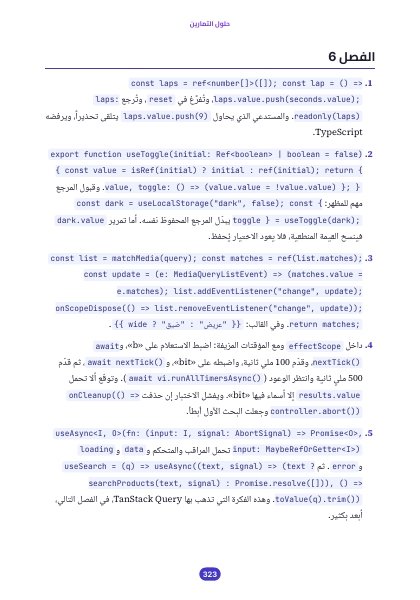 حلول التمارين
الفصل 6
1. const laps = ref<number[]>([]); const lap = () =>
laps.value.push(seconds.value);، وتُفرَّغ في reset، وتُرجع laps:
readonly(laps). والمستدعي الذي يحاول laps.value.push(9) يتلقى تحذيراً، ويرفضه
TypeScript.
2. export function useToggle(initial: Ref<boolean> | boolean = false)
{ const value = isRef(initial) ? initial : ref(initial); return {
value, toggle: () => (value.value = !value.value) }; }. وقبول المرجع
مهم للمظهر: const dark = useLocalStorage("dark", false); const {
toggle } = useToggle(dark); يبدّل المرجع المحفوظ نفسه. أما تمرير dark.value
فينسخ القيمة المنطقية، فلا يعود الاختيار يُحفظ.
3. const list = matchMedia(query); const matches = ref(list.matches);
const update = (e: MediaQueryListEvent) => (matches.value =
e.matches); list.addEventListener("change", update);
onScopeDispose(() => list.removeEventListener("change", update));
return matches;. وفي القالب: {{ wide ? "عريض" : "ضيق" }}.
4. داخل effectScope ومع المؤقتات المزيفة: اضبط الاستعلام على «b»، وawait
nextTick()، وقدّم 100 ملي ثانية، واضبطه على «bit»، و await nextTick()، ثم قدّم
500 ملي ثانية وانتظر الوعود (await vi.runAllTimersAsync()). وتوقع ألا تحمل
results.value إلا أسماء فيها «bit». ويفشل الاختبار إن حذفت onCleanup(() =>
controller.abort()) وجعلت البحث الأول أبطأ.
5. useAsync<I, O>(fn: (input: I, signal: AbortSignal) => Promise<O>,
input: MaybeRefOrGetter<I>) تحمل المراقب والمتحكم و data و loading
و error. ثم useSearch = (q) => useAsync((text, signal) => (text ?
searchProducts(text, signal) : Promise.resolve([])), () =>
toValue(q).trim()). وهذه الفكرة التي تذهب بها TanStack Query، في الفصل التالي،
أبعد بكثير.
323